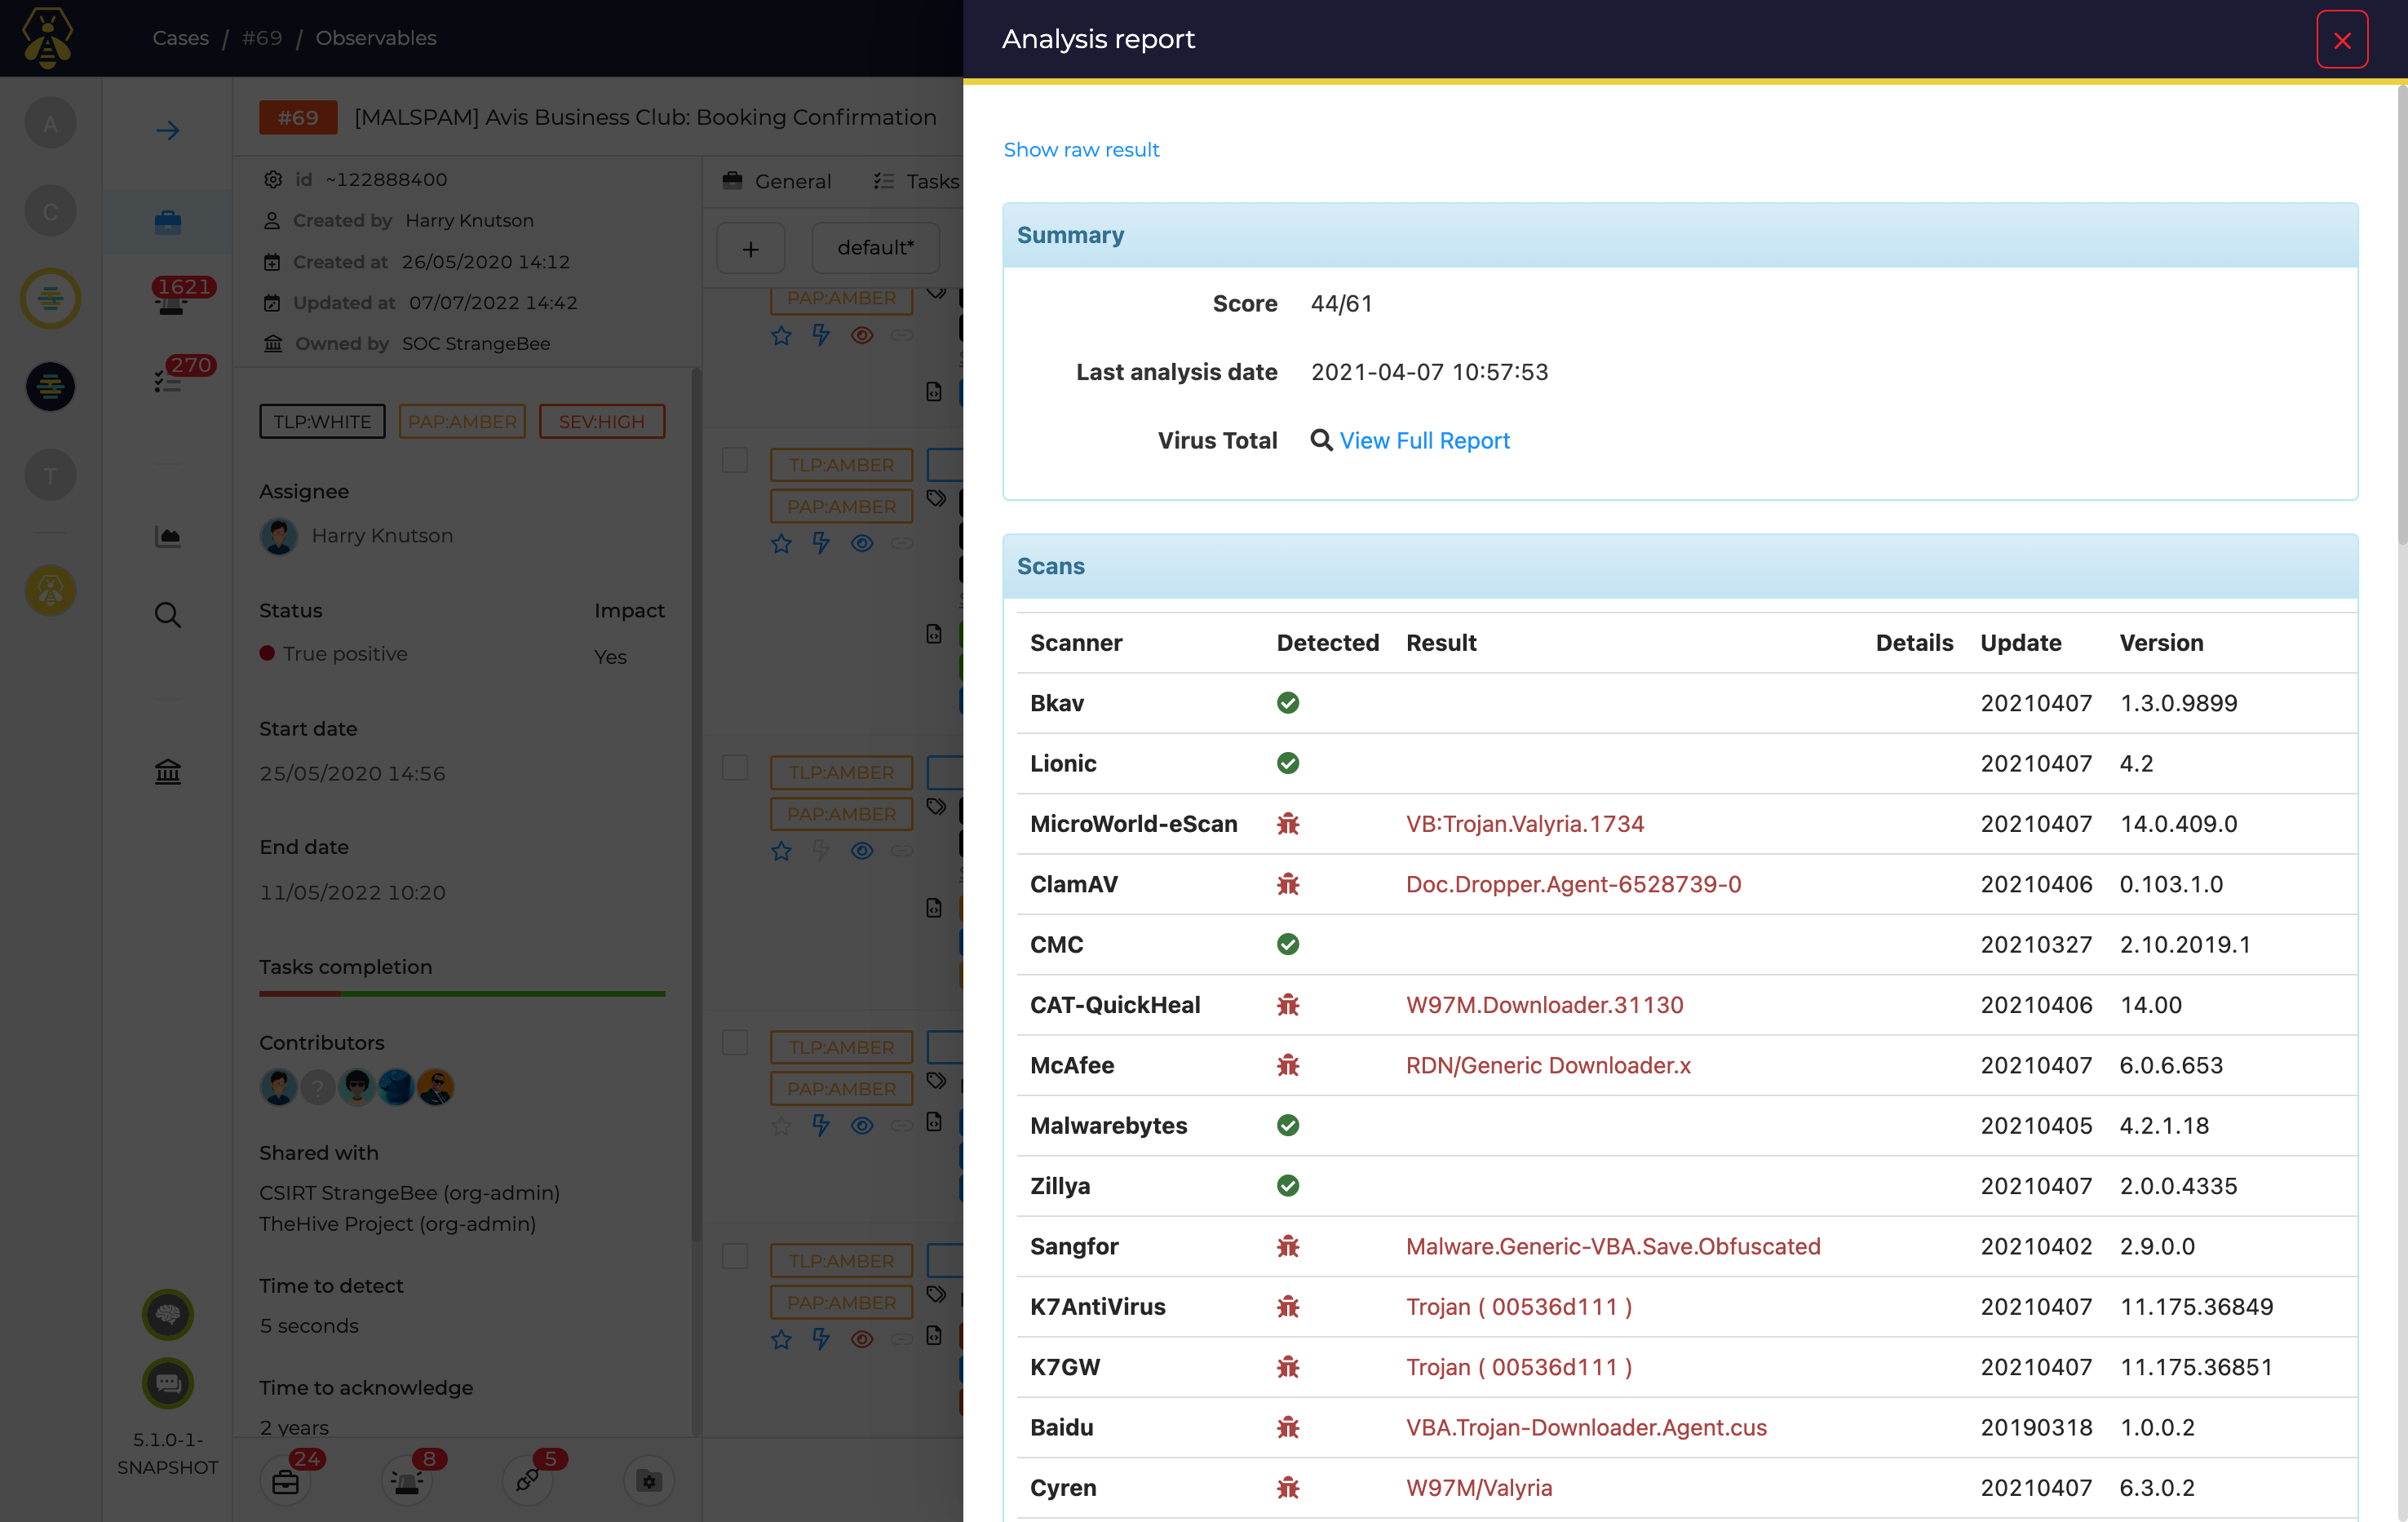 Cases / #69 / Observables
Analysis report
A
C
T
1621
270
5.1.0-1-
SNAPSHOT
#69 [MALSPAM] Avis Business Club: Booking Confirmation
id ~122888400
Created by Harry Knutson
Created at 26/05/2020 14:12
Updated at 07/07/2022 14:42
Owned by SOC StrangeBee
TLP:WHITE PAP:AMBER SEV:HIGH
Assignee
Harry Knutson
Status Impact
True positive Yes
Start date
25/05/2020 14:56
End date
11/05/2022 10:20
Tasks completion
Contributors
?
Shared with
CSIRT StrangeBee (org-admin)
TheHive Project (org-admin)
Time to detect
5 seconds
Time to acknowledge
2 years
24 8 5
General Tasks
+ default*
PAP:AMBER
TLP:AMBER
PAP:AMBER
TLP:AMBER
PAP:AMBER
TLP:AMBER
PAP:AMBER
TLP:AMBER
PAP:AMBER
Show raw result
Summary
Score 44/61
Last analysis date 2021-04-07 10:57:53
Virus Total View Full Report
Scans
Scanner Detected Result Details Update Version
Bkav 20210407 1.3.0.9899
Lionic 20210407 4.2
MicroWorld-eScan VB:Trojan.Valyria.1734 20210407 14.0.409.0
ClamAV Doc.Dropper.Agent-6528739-0 20210406 0.103.1.0
CMC 20210327 2.10.2019.1
CAT-QuickHeal W97M.Downloader.31130 20210406 14.00
McAfee RDN/Generic Downloader.x 20210407 6.0.6.653
Malwarebytes 20210405 4.2.1.18
Zillya 20210407 2.0.0.4335
Sangfor Malware.Generic-VBA.Save.Obfuscated 20210402 2.9.0.0
K7AntiVirus Trojan ( 00536d111 ) 20210407 11.175.36849
K7GW Trojan ( 00536d111 ) 20210407 11.175.36851
Baidu VBA.Trojan-Downloader.Agent.cus 20190318 1.0.0.2
Cyren W97M/Valyria 20210407 6.3.0.2